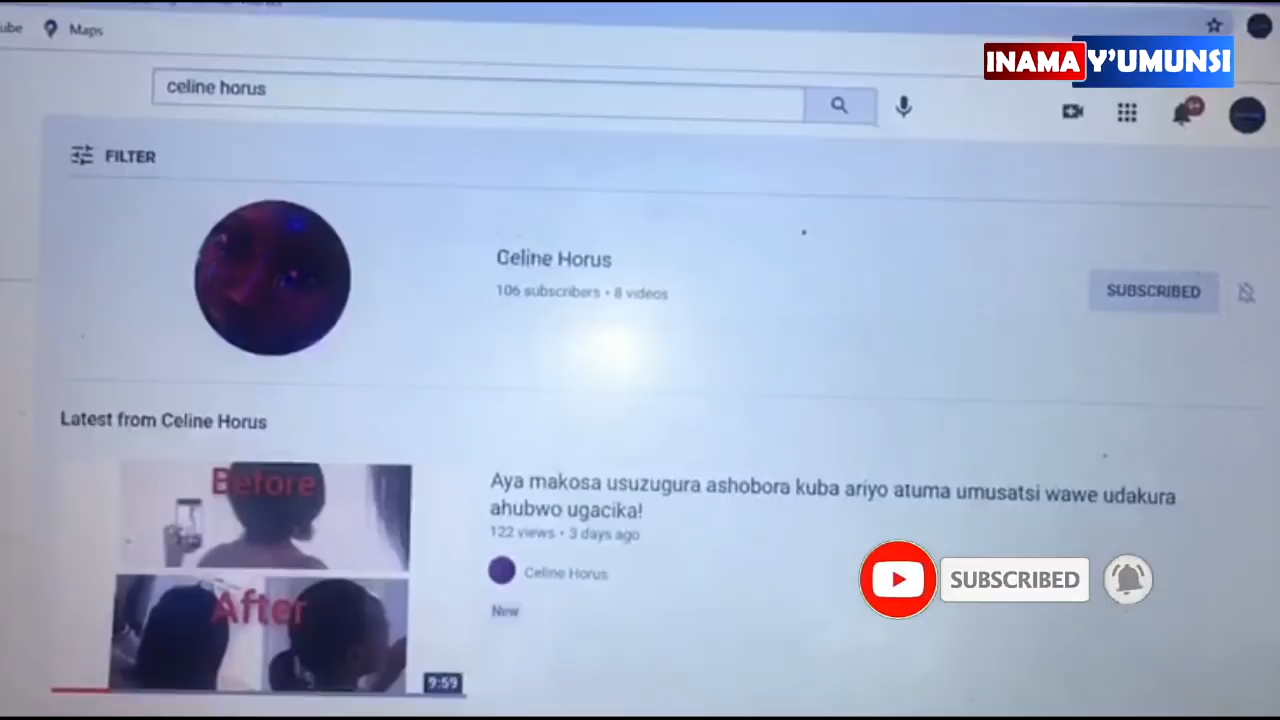 ube Maps
INAMA Y'UMUNSI
celine horus
FILTER
Celine Horus
106 subscribers • 8 videos
SUBSCRIBED
Latest from Celine Horus
Before
After
9:59
Aya makosa usuzugura ashobora kuba ariyo atuma umusatsi wawe udakura
ahubwo ugacika!
122 views • 3 days ago
Celine Horus
New
SUBSCRIBED